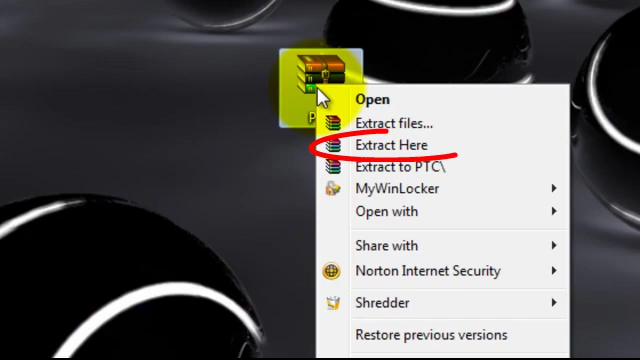 P
Open
Extract files...
Extract Here
Extract to PTC\
MyWinLocker
Open with
Share with
Norton Internet Security
Shredder
Restore previous versions